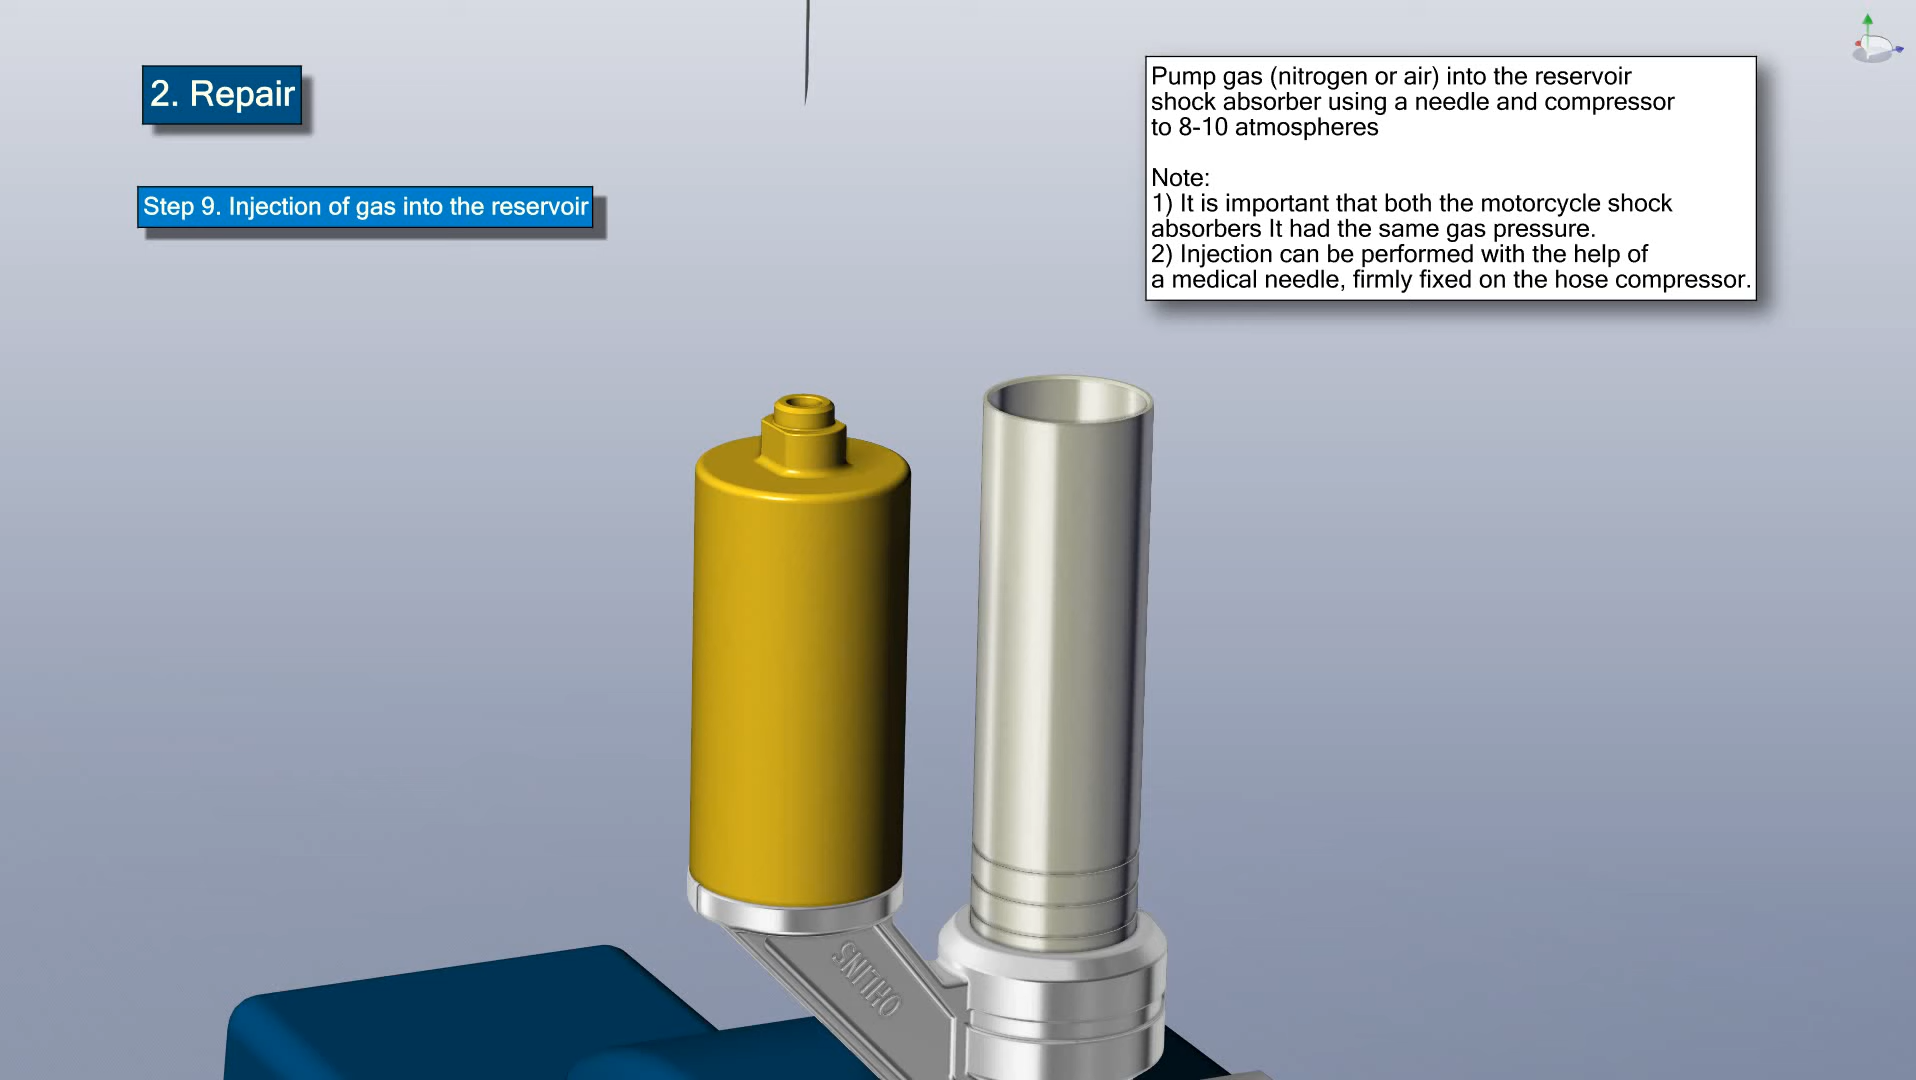 2. Repair
Step 9. Injection of gas into the reservoir
Pump gas (nitrogen or air) into the reservoir
shock absorber using a needle and compressor
to 8-10 atmospheres
Note:
1) It is important that both the motorcycle shock
absorbers It had the same gas pressure.
2) Injection can be performed with the help of
a medical needle, firmly fixed on the hose compressor.
OHLINS